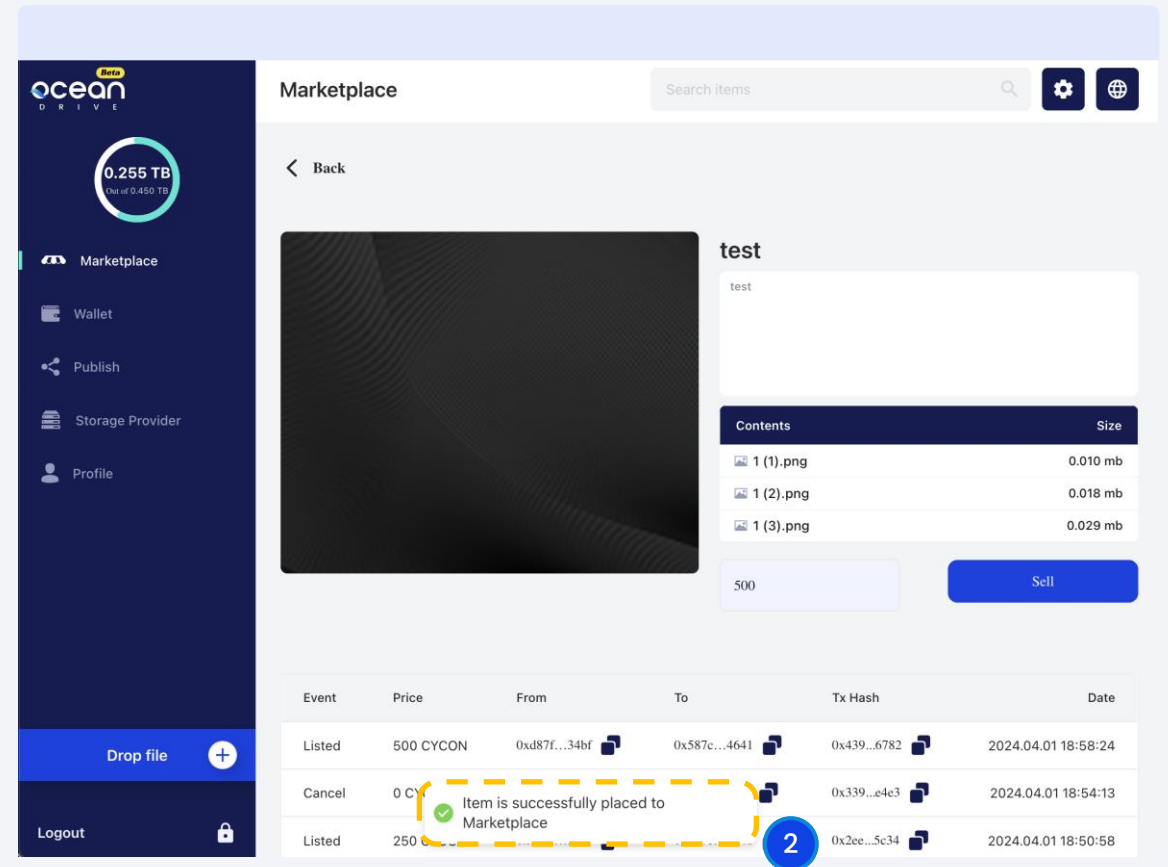 Beta
ocean
DRIVE
Marketplace
Search items
0.255 TB
Out of 0.450 TB
Back
Marketplace
Wallet
Publish
Storage Provider
Profile
test
test
Contents Size
1 (1).png 0.010 mb
1 (2).png 0.018 mb
1 (3).png 0.029 mb
500 Sell
Event Price From To Tx Hash Date
Listed 500 CYCON 0xd87f…34bf 0x587c…4641 0x439...6782 2024.04.01 18:58:24
Cancel 0 0x339...e4e3 2024.04.01 18:54:13
Item is successfully placed to
Marketplace
Listed 250 0x2ee...5c34 2024.04.01 18:50:58
2
Drop file
Logout